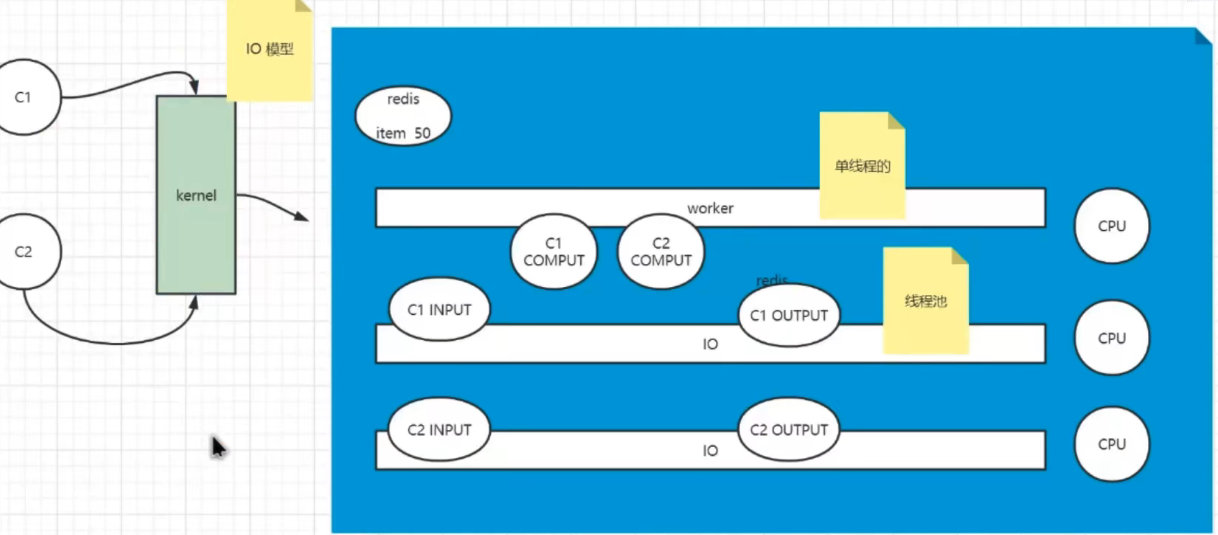 IO 模型
C1
kernel
C2
redis
item 50
单线程的
worker
CPU
C1
COMPUT
C2
COMPUT
redis
线程池
C1 INPUT
C1 OUTPUT
IO
CPU
C2 INPUT
C2 OUTPUT
IO
CPU